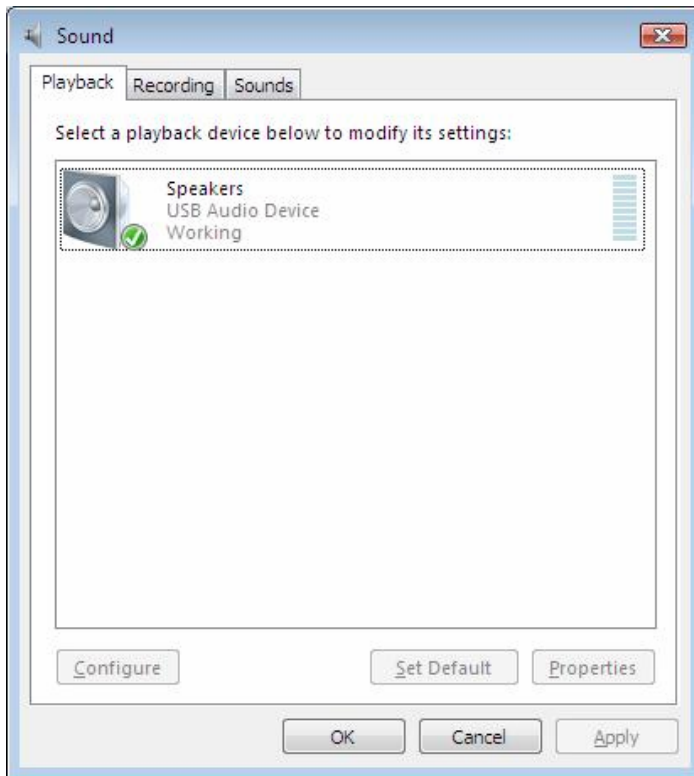 Sound
Playback Recording Sounds
Select a playback device below to modify its settings:
Speakers
USB Audio Device
Working
Configure Set Default Properties
OK Cancel Apply